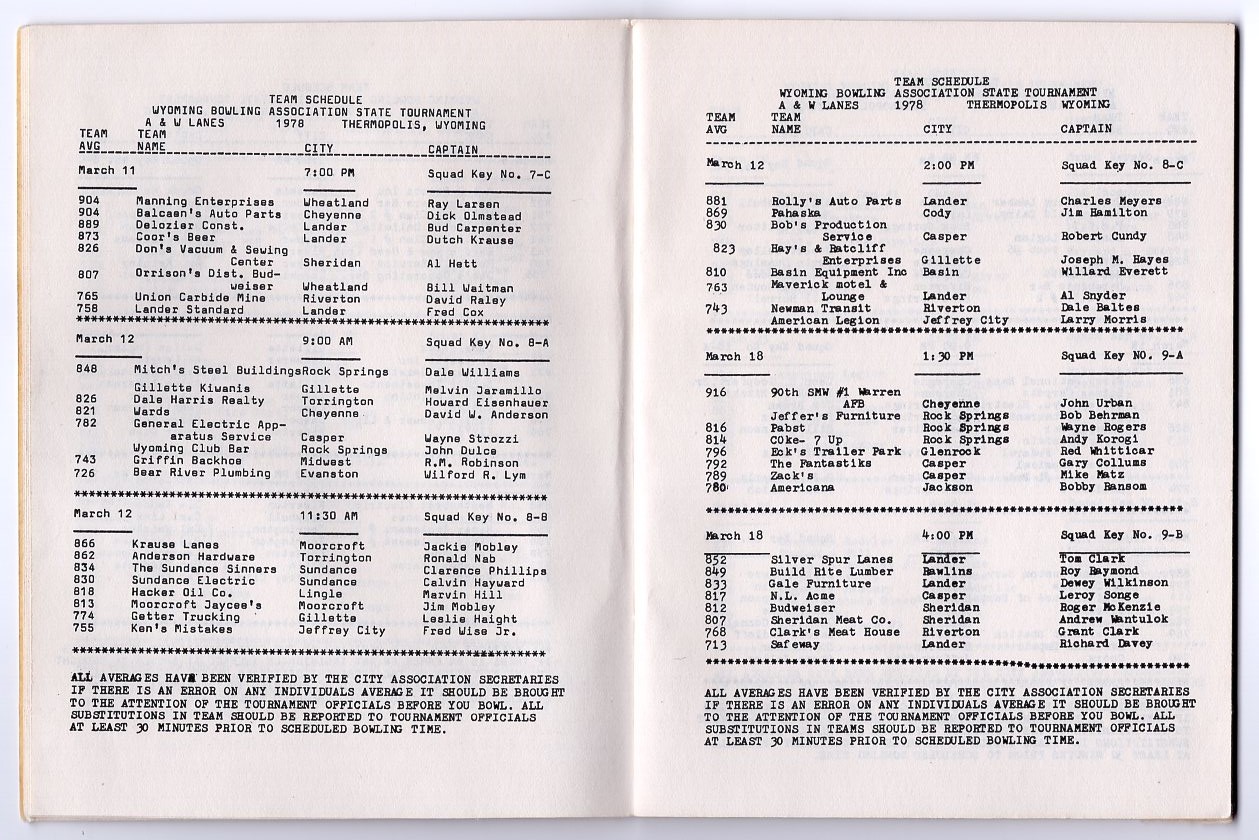 TEAM SCHEDULE
WYOMING BOWLING ASSOCIATION STATE TOURNAMENT
A & W LANES 1978 THERMOPOLIS, WYOMING
TEAM TEAM
AVG NAME CITY CAPTAIN
March 11 7:00 PM Squad Key No. 7-C
904 Manning Enterprises Wheatland Ray Larsen
904 Balcaen's Auto Parts Cheyenne Dick Olmstead
889 Delozier Const. Lander Bud Carpenter
873 Coor's Beer Lander Dutch Krause
826 Don's Vacuum & Sewing
Center Sheridan Al Hett
807 Orrison's Dist. Bud-
weiser Wheatland Bill Waitman
765 Union Carbide Mine Riverton David Raley
758 Lander Standard Lander Fred Cox
********************************************************
March 12 9:00 AM Squad Key No. 8-A
848 Mitch's Steel Buildings Rock Springs Dale Williams
Gillette Kiwanis Gillette Melvin Jaramillo
826 Dale Harris Realty Torrington Howard Eisenhauer
821 Wards Cheyenne David W. Anderson
782 General Electric App-
aratus Service Casper Wayne Strozzi
Wyoming Club Bar Rock Springs John Dulce
743 Griffin Backhoe Midwest R.M. Robinson
726 Bear River Plumbing Evanston Wilford R. Lym
********************************************************
March 12 11:30 AM Squad Key No. 8-8
866 Krause Lanes Moorcroft Jackie Mobley
862 Anderson Hardware Torrington Ronald Nab
834 The Sundance Sinners Sundance Clarence Phillips
830 Sundance Electric Sundance Calvin Hayward
818 Hacker Oil Co. Lingle Marvin Hill
813 Moorcroft Jaycee's Moorcroft Jim Mobley
774 Getter Trucking Gillette Leslie Haight
755 Ken's Mistakes Jeffrey City Fred Wise Jr.
********************************************************
ALL AVERAGES HAVE BEEN VERIFIED BY THE CITY ASSOCIATION SECRETARIES
IF THERE IS AN ERROR ON ANY INDIVIDUALS AVERAGE IT SHOULD BE BROUGHT
TO THE ATTENTION OF THE TOURNAMENT OFFICIALS BEFORE YOU BOWL. ALL
SUBSTITUTIONS IN TEAM SHOULD BE REPORTED TO TOURNAMENT OFFICIALS
AT LEAST 30 MINUTES PRIOR TO SCHEDULED BOWLING TIME.
TEAM SCHEDULE
WYOMING BOWLING ASSOCIATION STATE TOURNAMENT
A & W LANES 1978 THERMOPOLIS WYOMING
TEAM TEAM
AVG NAME CITY CAPTAIN
March 12 2:00 PM Squad Key No. 8-C
881 Rolly's Auto Parts Lander Charles Meyers
869 Pahaska Cody Jim Hamilton
830 Bob's Production
Service Casper Robert Cundy
823 Hay's & Ratcliff
Enterprises Gillette Joseph M. Hayes
810 Basin Equipment Inc Basin Willard Everett
763 Maverick motel &
Lounge Lander Al Snyder
743 Newman Transit Riverton Dale Baltes
American Legion Jeffrey City Larry Morris
********************************************************
March 18 1:30 PM Squad Key NO. 9-A
916 90th SMW #1 Warren
AFB Cheyenne John Urban
Jeffer's Furniture Rock Springs Bob Behrman
816 Pabst Rock Springs Wayne Rogers
814 COke- 7 Up Rock Springs Andy Korogi
796 Eck's Trailer Park Glenrock Red Whitticar
792 The Fantastiks Casper Gary Collums
789 Zack's Casper Mike Matz
780 Americana Jackson Bobby Ransom
********************************************************
March 18 4:00 PM Squad Key No. 9-B
852 Silver Spur Lanes Lander Tom Clark
849 Build Rite Lumber Rawlins Roy Raymond
833 Gale Furniture Lander Dewey Wilkinson
817 N.L. Acme Casper Leroy Songe
812 Budweiser Sheridan Roger McKenzie
807 Sheridan Meat Co. Sheridan Andrew Wantulok
768 Clark's Meat House Riverton Grant Clark
713 Safeway Lander Richard Davey
********************************************************
ALL AVERAGES HAVE BEEN VERIFIED BY THE CITY ASSOCIATION SECRETARIES
IF THERE IS AN ERROR ON ANY INDIVIDUALS AVERAGE IT SHOULD BE BROUGHT
TO THE ATTENTION OF THE TOURNAMENT OFFICIALS BEFORE YOU BOWL. ALL
SUBSTITUTIONS IN TEAMS SHOULD BE REPORTED TO TOURNAMENT OFFICIALS
AT LEAST 30 MINUTES PRIOR TO SCHEDULED BOWLING TIME.